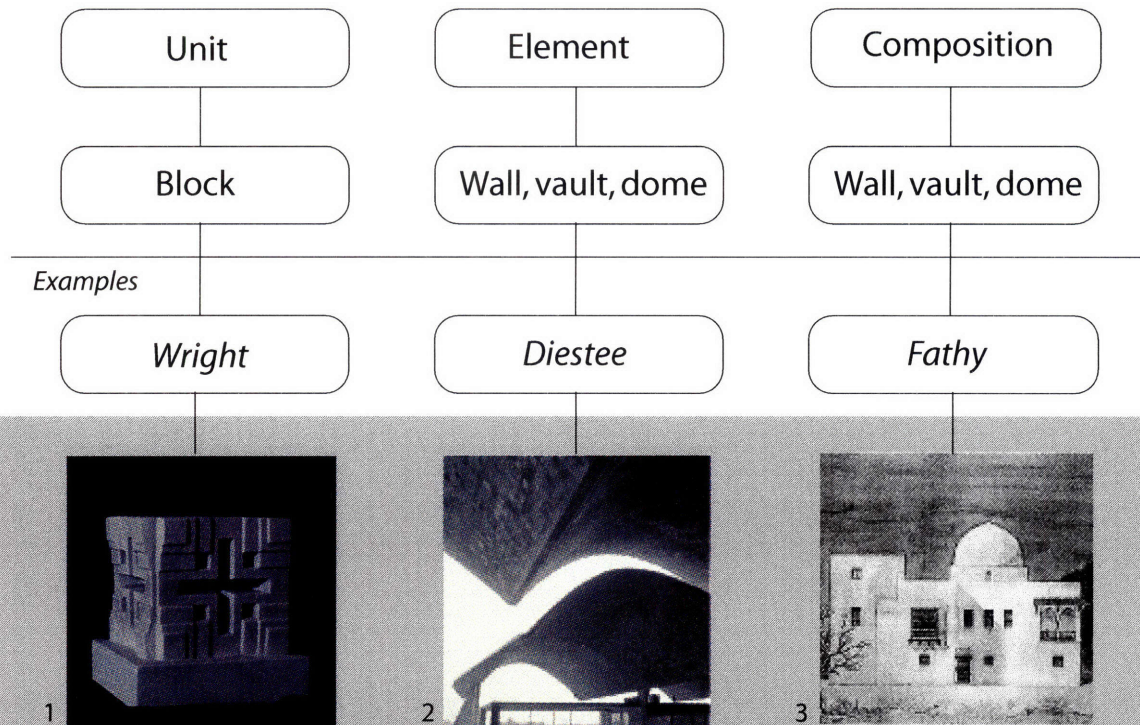 Unit
Element
Composition
Block
Wall, vault, dome
Wall, vault, dome
Examples
Wright
Diestee
Fathy
1
2
3